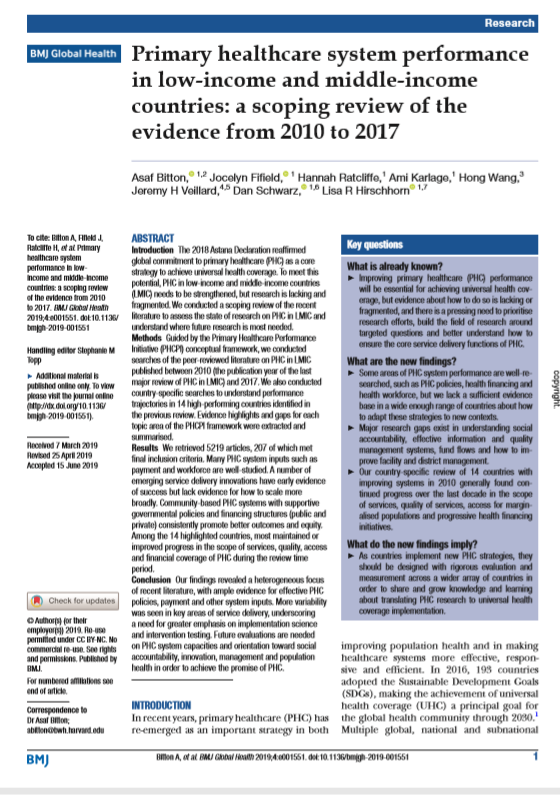 Research
BMJ Global Health
Primary healthcare system performance
in low-income and middle-income
countries: a scoping review of the
evidence from 2010 to 2017
Asaf Bitton, 1,2 Jocelyn Fifield, 1 Hannah Ratcliffe,1 Ami Karlage,1 Hong Wang,3
Jeremy H Veillard,4,5 Dan Schwarz, 1,6 Lisa R Hirschhorn 1,7
To cite: Bitton A, Fifield J,
Ratcliffe H, et al. Primary
healthcare system
performance in low-
income and middle-income
countries: a scoping review
of the evidence from 2010
to 2017. BMJ Global Health
2019;4:e001551. doi:10.1136/
bmjgh-2019-001551
Handling editor Stephanie M
Topp
► Additional material is
published online only. To view
please visit the journal online
(http://dx.doi.org/10.1136/
bmjgh-2019-001551).
Received 7 March 2019
Revised 25 April 2019
Accepted 15 June 2019
Check for updates
© Author(s) (or their
employer(s)) 2019. Re-use
permitted under CC BY-NC. No
commercial re-use. See rights
and permissions. Published by
BMJ.
For numbered affiliations see
end of article.
Correspondence to
Dr Asaf Bitton;
abitton@bwh.harvard.edu
ABSTRACT
Introduction The 2018 Astana Declaration reaffirmed
global commitment to primary healthcare (PHC) as a core
strategy to achieve universal health coverage. To meet this
potential, PHC in low-income and middle-income countries
(LMIC) needs to be strengthened, but research is lacking and
fragmented. We conducted a scoping review of the recent
literature to assess the state of research on PHC in LMIC and
understand where future research is most needed.
Methods Guided by the Primary Healthcare Performance
Initiative (PHCPI) conceptual framework, we conducted
searches of the peer-reviewed literature on PHC in LMIC
published between 2010 (the publication year of the last
major review of PHC in LMIC) and 2017. We also conducted
country-specific searches to understand performance
trajectories in 14 high-performing countries identified in
the previous review. Evidence highlights and gaps for each
topic area of the PHCPI framework were extracted and
summarised.
Results We retrieved 5219 articles, 207 of which met
final inclusion criteria. Many PHC system inputs such as
payment and workforce are well-studied. A number of
emerging service delivery innovations have early evidence
of success but lack evidence for how to scale more
broadly. Community-based PHC systems with supportive
governmental policies and financing structures (public and
private) consistently promote better outcomes and equity.
Among the 14 highlighted countries, most maintained or
improved progress in the scope of services, quality, access
and financial coverage of PHC during the review time
period.
Conclusion Our findings revealed a heterogeneous focus
of recent literature, with ample evidence for effective PHC
policies, payment and other system inputs. More variability
was seen in key areas of service delivery, underscoring
a need for greater emphasis on implementation science
and intervention testing. Future evaluations are needed
on PHC system capacities and orientation toward social
accountability, innovation, management and population
health in order to achieve the promise of PHC.
INTRODUCTION
In recent years, primary healthcare (PHC) has
re-emerged as an important strategy in both
Key questions
What is already known?
► Improving primary healthcare (PHC) performance
will be essential for achieving universal health cov-
erage, but evidence about how to do so is lacking or
fragmented, and there is a pressing need to prioritise
research efforts, build the field of research around
targeted questions and better understand how to
ensure the core service delivery functions of PHC.
What are the new findings?
► Some areas of PHC system performance are well-re-
searched, such as PHC policies, health financing and
health workforce, but we lack a sufficient evidence
base in a wide enough range of countries about how
to adapt these strategies to new contexts.
► Major research gaps exist in understanding social
accountability, effective information and quality
management systems, fund flows and how to im-
prove facility and district management.
► Our country-specific review of 14 countries with
improving systems in 2010 generally found con-
tinued progress over the last decade in the scope
of services, quality of services, access for margin-
alised populations and progressive health financing
initiatives.
What do the new findings imply?
► As countries implement new PHC strategies, they
should be designed with rigorous evaluation and
measurement across a wider array of countries in
order to share and grow knowledge and learning
about translating PHC research to universal health
coverage implementation.
improving population health and in making
healthcare systems more effective, respon-
sive and efficient. In 2016, 193 countries
adopted the Sustainable Development Goals
(SDGs), making the achievement of universal
health coverage (UHC) a principal goal for
the global health community through 2030.1
Multiple global, national and subnational
copyright.
BMJ
Bitton A, et al. BMJ Global Health 2019;4:e001551. doi:10.1136/bmjgh-2019-001551
1